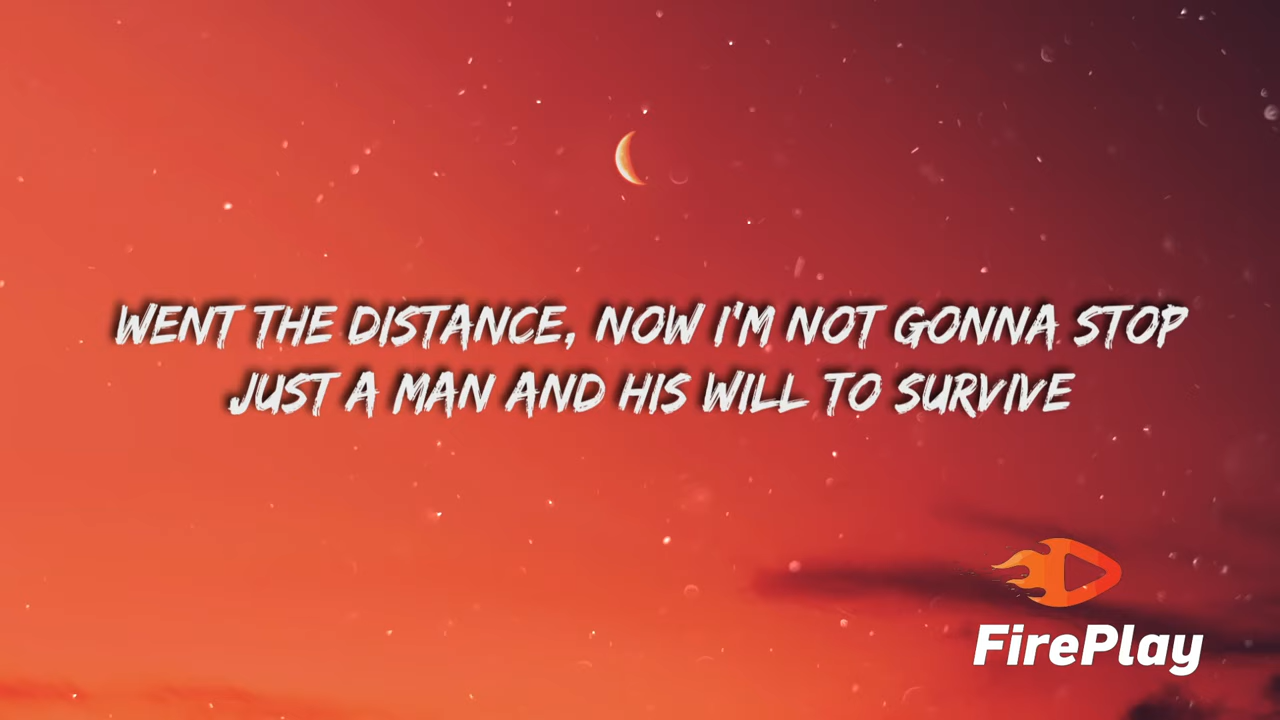 WENT THE DISTANCE, NOW I'M NOT GONNA STOP
JUST A MAN AND HIS WILL TO SURVIVE
FirePlay